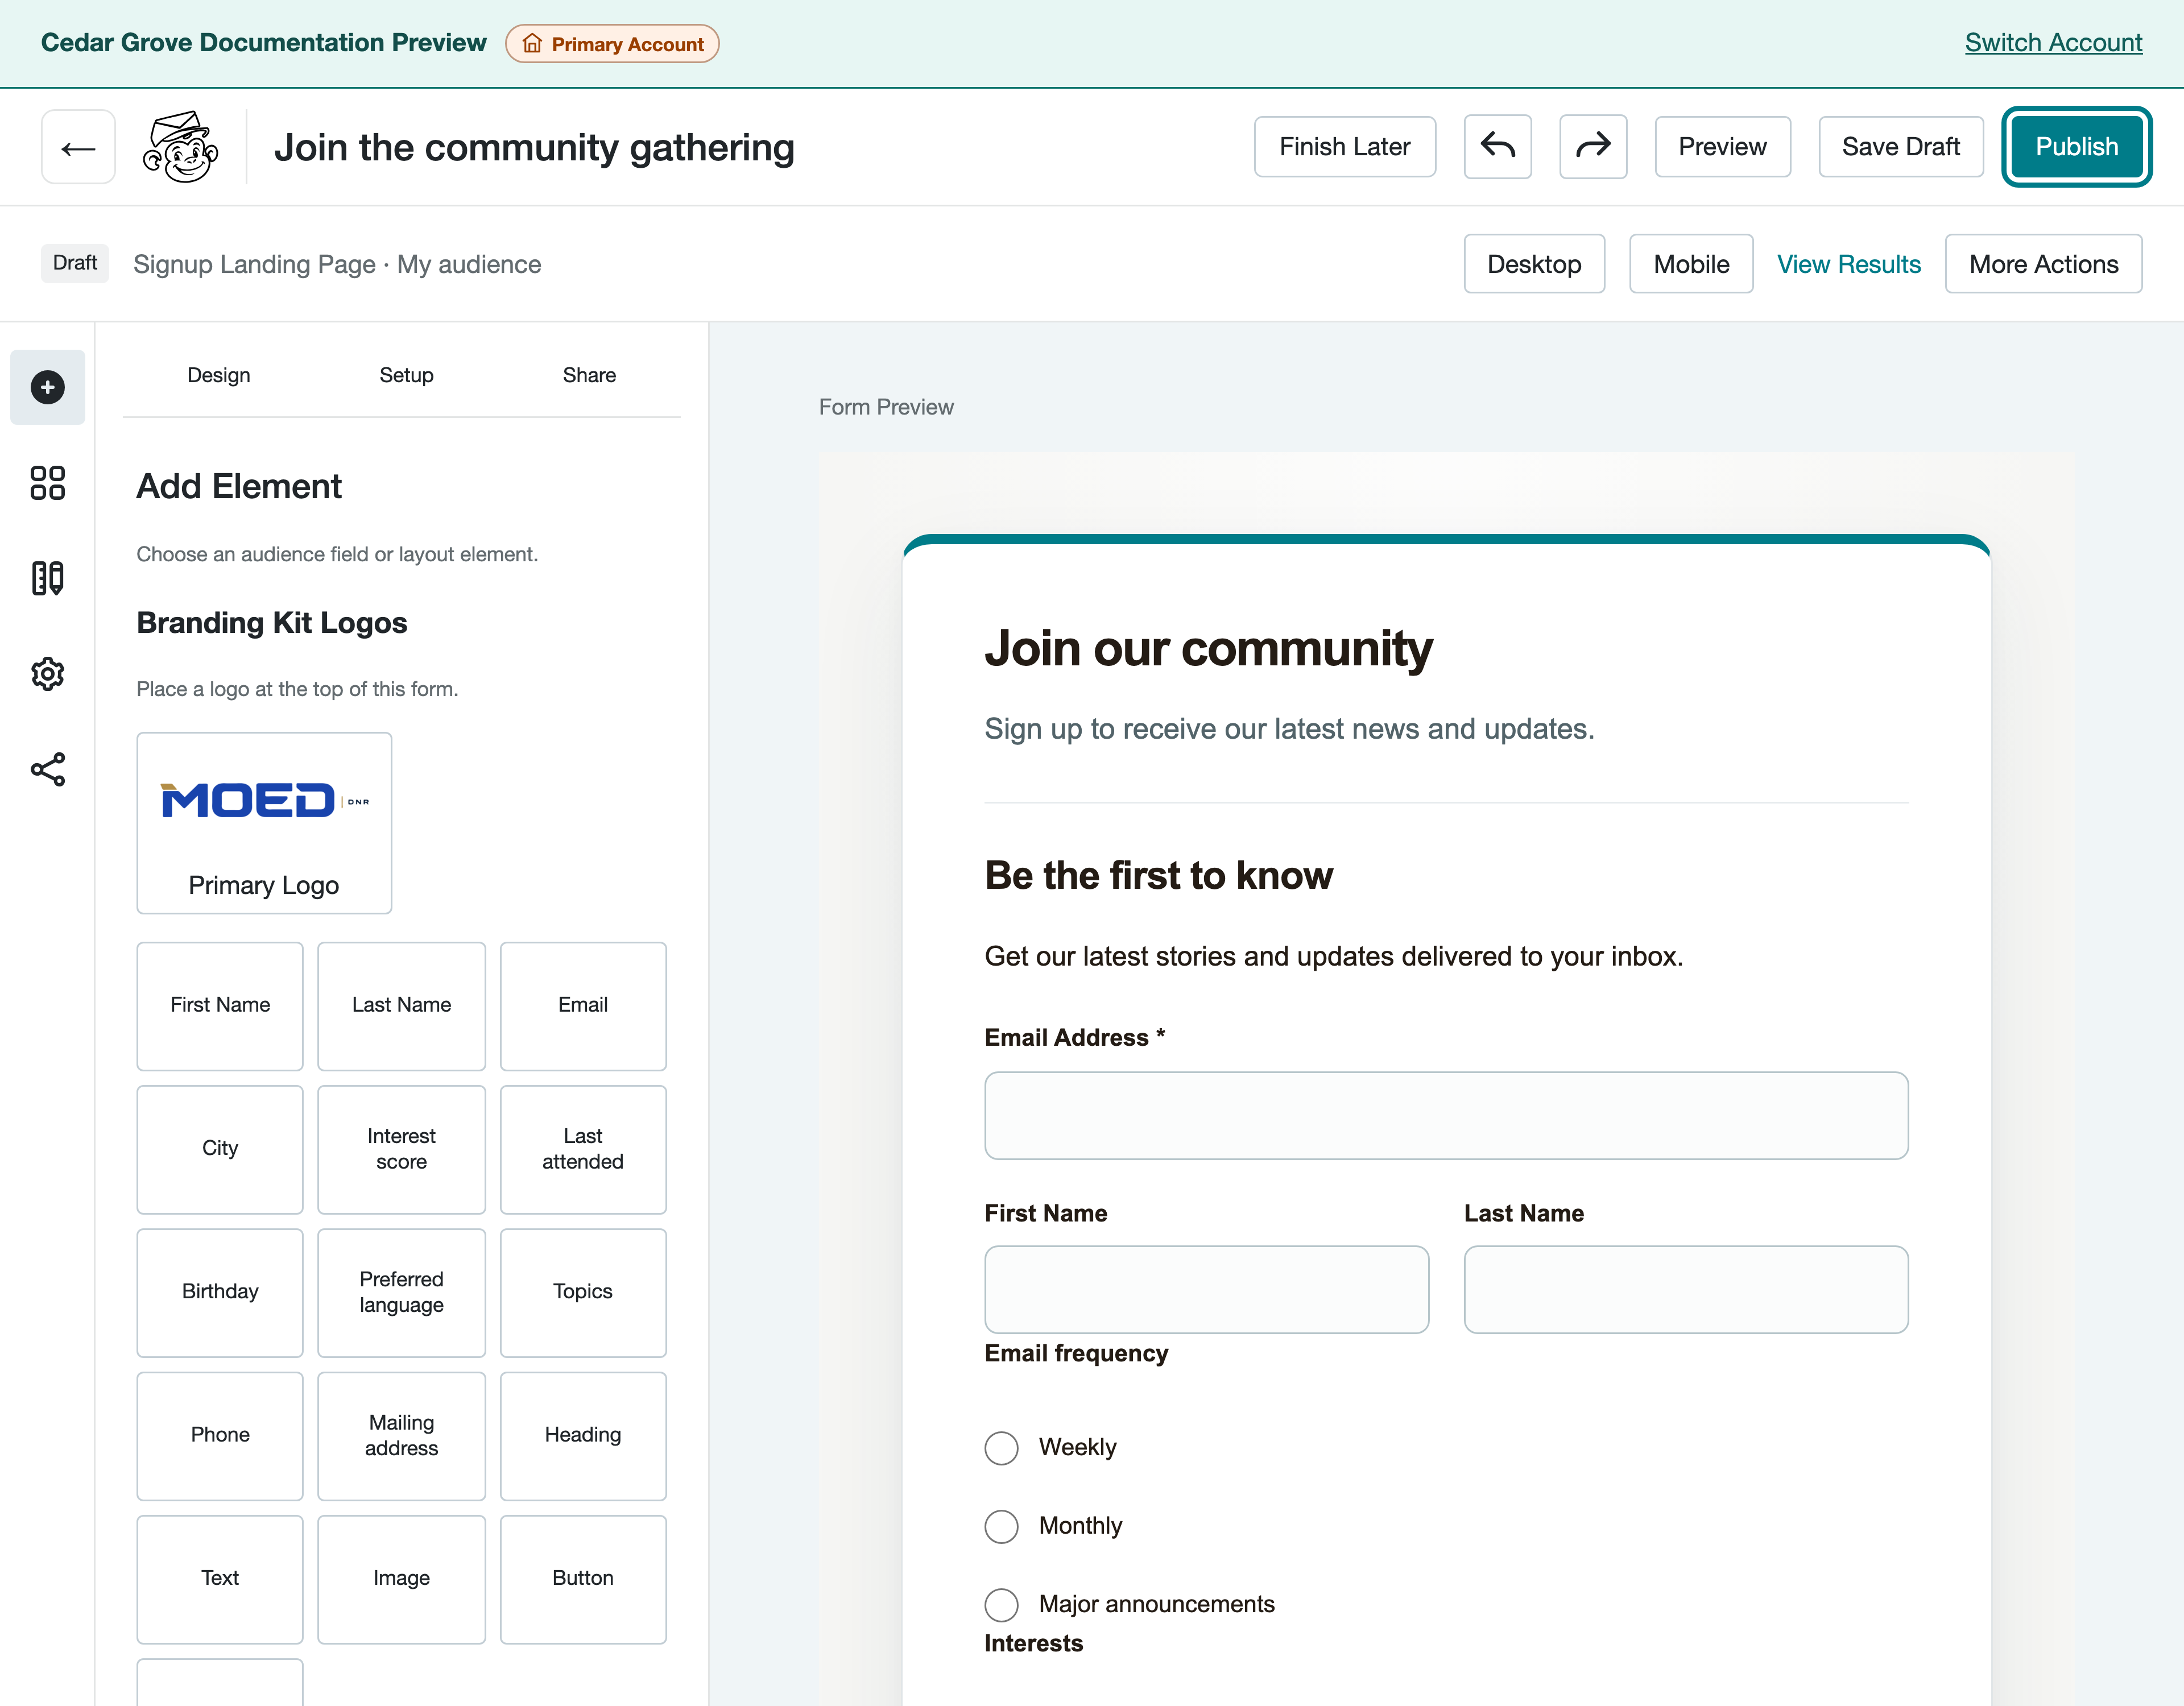 Cedar Grove Documentation Preview
Primary Account
Switch Account
Join the community gathering
Finish Later
Preview
Save Draft
Publish
Draft
Signup Landing Page · My audience
Desktop
Mobile
View Results
More Actions
Design
Setup
Share
Add Element
Choose an audience field or layout element.
Branding Kit Logos
Place a logo at the top of this form.
MOED | DNR
Primary Logo
First Name
Last Name
Email
City
Interest
score
Last
attended
Birthday
Preferred
language
Topics
Phone
Mailing
address
Heading
Text
Image
Button
Form Preview
Join our community
Sign up to receive our latest news and updates.
Be the first to know
Get our latest stories and updates delivered to your inbox.
Email Address *
First Name
Last Name
Email frequency
Weekly
Monthly
Major announcements
Interests